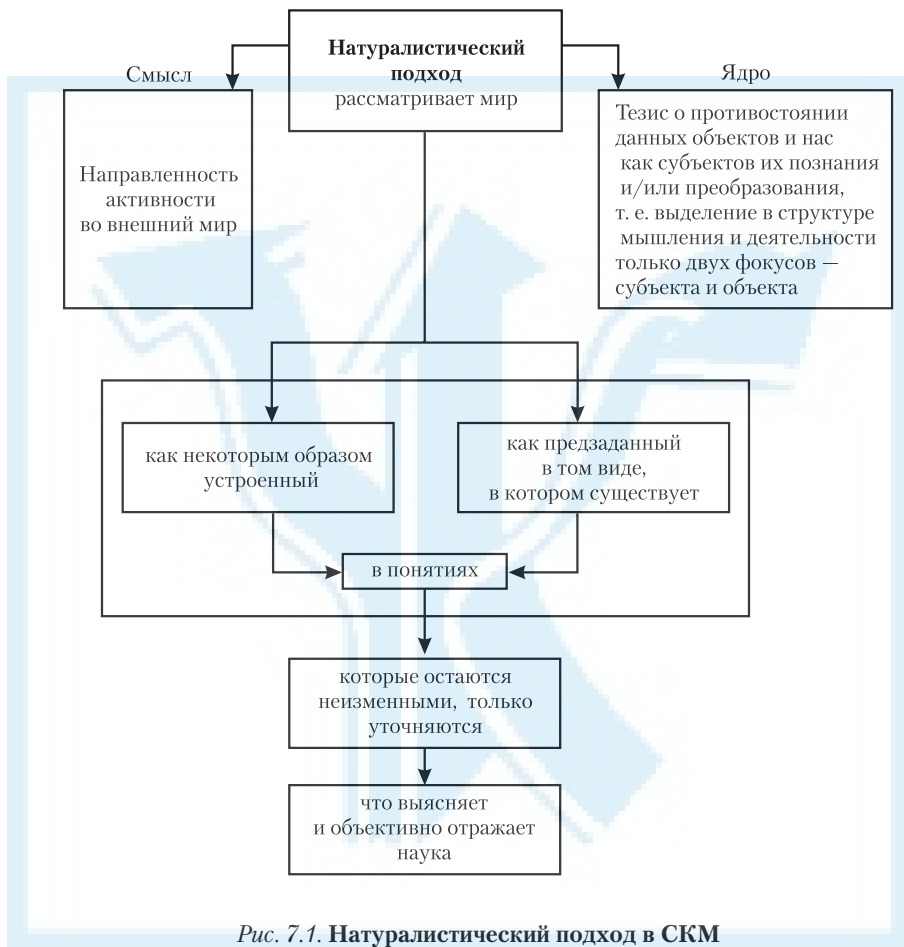 Натуралистический
подход
рассматривает мир
Смысл
Направленность
активности
во внешний мир
Ядро
Тезис о противостоянии
данных объектов и нас
как субъектов их познания
и/или преобразования,
т. е. выделение в структуре
мышления и деятельности
только двух фокусов —
субъекта и объекта
как некоторым образом
устроенный
как предзаданный
в том виде,
в котором существует
в понятиях
которые остаются
неизменными, только
уточняются
что выясняет
и объективно отражает
наука
Рис. 7.1. Натуралистический подход в СКМ